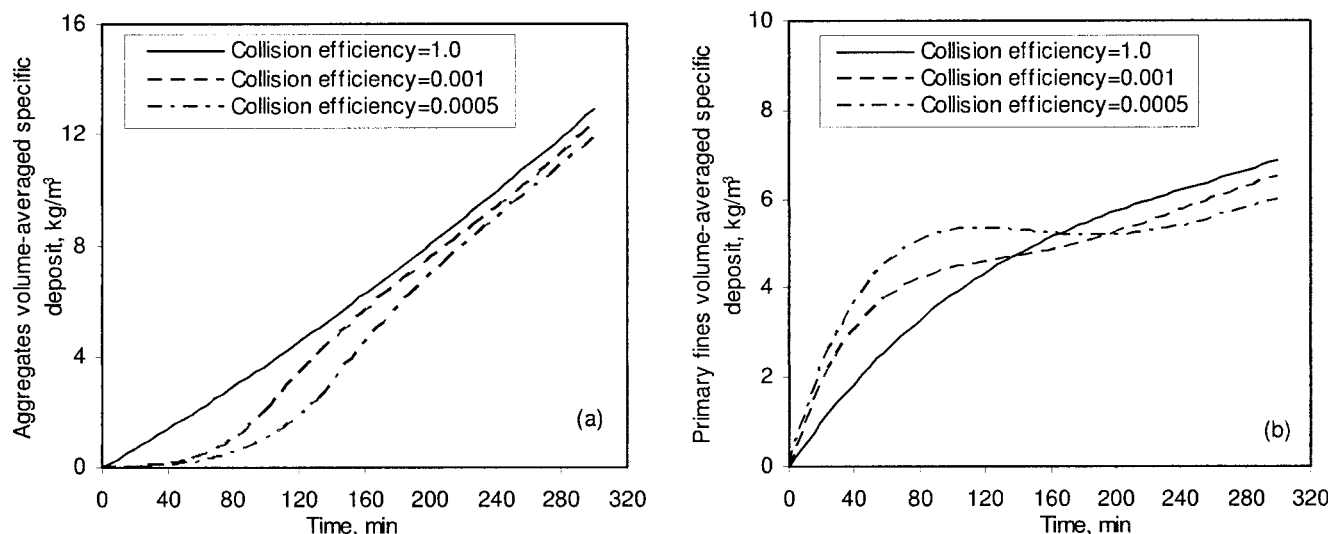 Aggregates volume-averaged specific
deposit, kg/m³
16
12
8
4
0
Collision efficiency=1.0
Collision efficiency=0.001
Collision efficiency=0.0005
(a)
0 40 80 120 160 200 240 280 320
Time, min
Primary fines volume-averaged specific
deposit, kg/m³
10
8
6
4
2
0
Collision efficiency=1.0
Collision efficiency=0.001
Collision efficiency=0.0005
(b)
0 40 80 120 160 200 240 280 320
Time, min